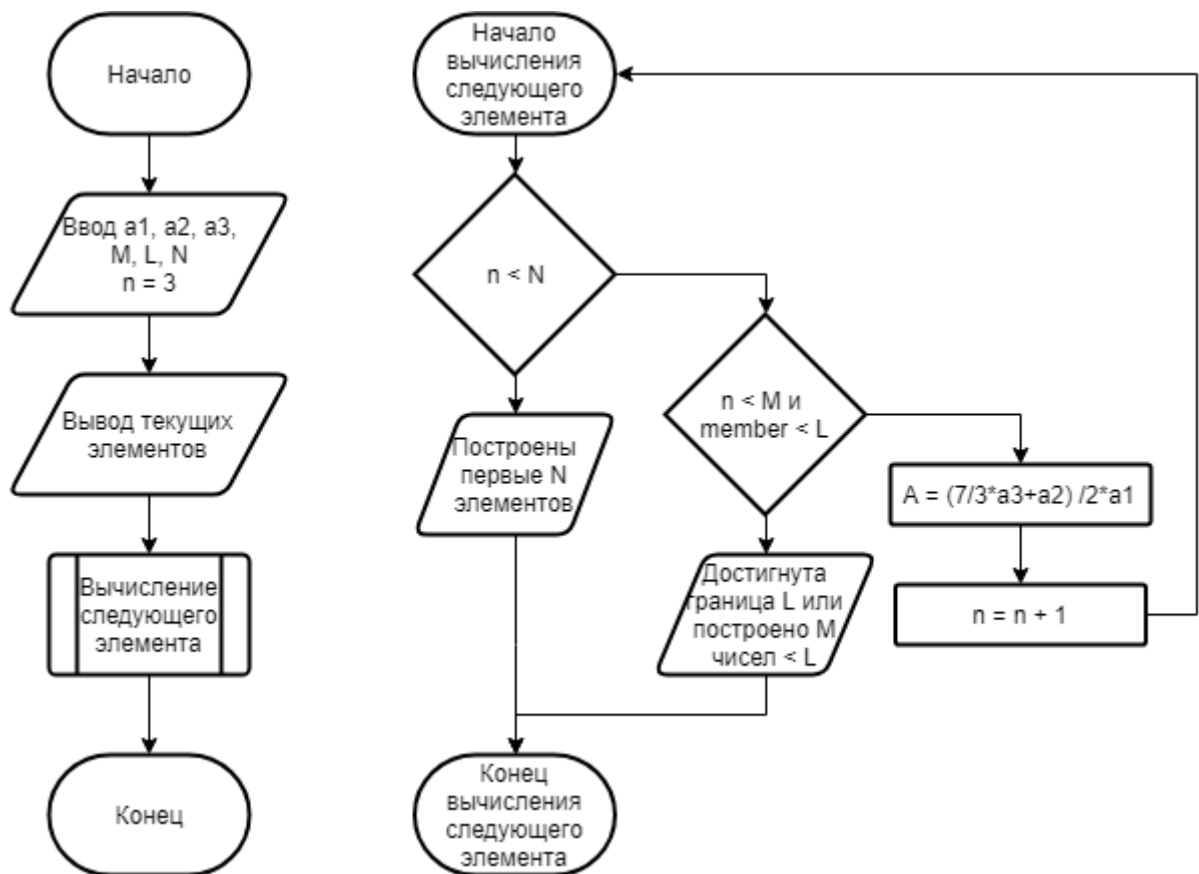 Начало
Ввод a1, a2, a3,
M, L, N
n = 3
Вывод текущих
элементов
Вычисление
следующего
элемента
Конец
Начало
вычисления
следующего
элемента
n < N
Построены
первые N
элементов
n < M и
member < L
Достигнута
граница L или
построено M
чисел < L
A = (7/3*a3+a2) /2*a1
n = n + 1
Конец
вычисления
следующего
элемента